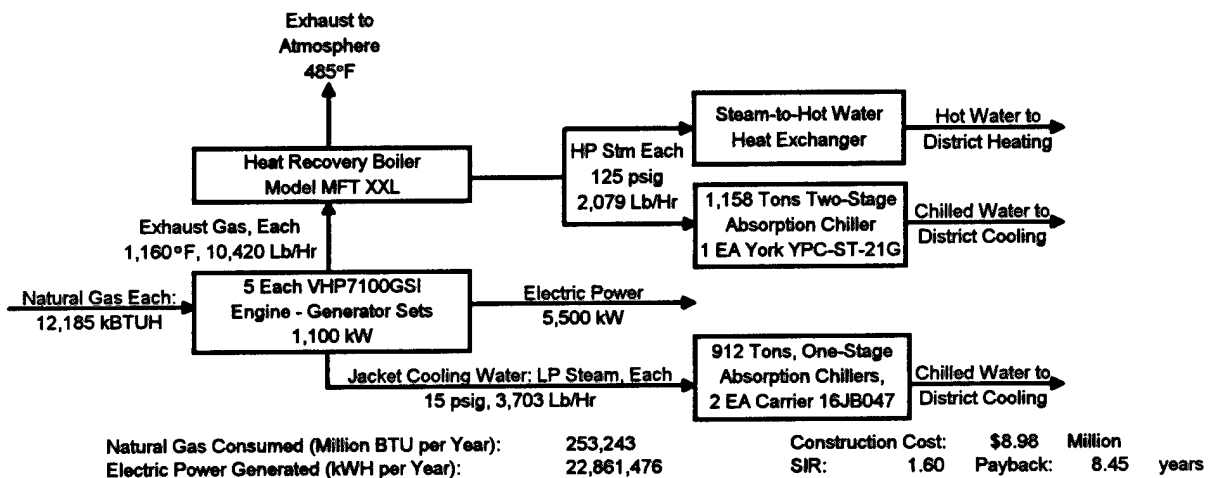 Exhaust to
Atmosphere
485°F
Heat Recovery Boiler
Model MFT XXL
HP Stm Each
125 psig
2,079 Lb/Hr
Steam-to-Hot Water
Heat Exchanger
Hot Water to
District Heating
1,158 Tons Two-Stage
Absorption Chiller
1 EA York YPC-ST-21G
Chilled Water to
District Cooling
Exhaust Gas, Each
1,160°F, 10,420 Lb/Hr
Natural Gas Each:
12,185 kBTUH
5 Each VHP7100GSI
Engine - Generator Sets
1,100 kW
Electric Power
5,500 kW
Jacket Cooling Water; LP Steam, Each
15 psig, 3,703 Lb/Hr
912 Tons, One-Stage
Absorption Chillers,
2 EA Carrier 16JB047
Chilled Water to
District Cooling
Natural Gas Consumed (Million BTU per Year): 253,243 Construction Cost: $8.98 Million
Electric Power Generated (kWH per Year): 22,861,476 SIR: 1.60 Payback: 8.45 years